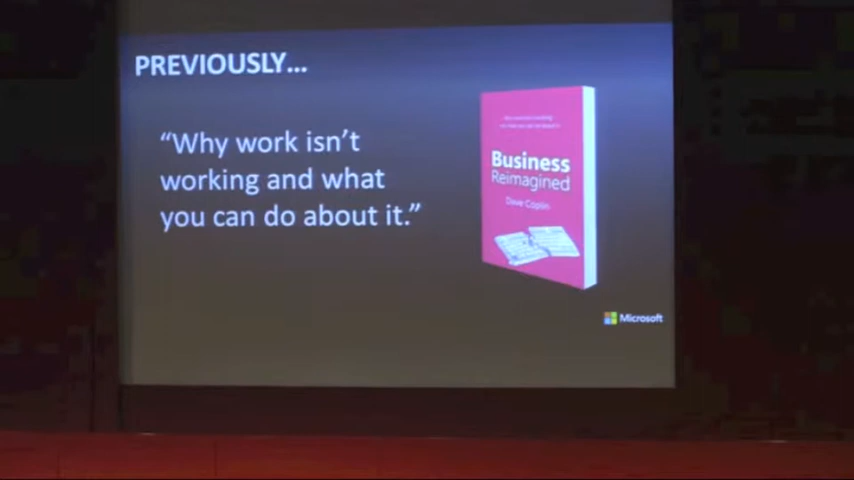 PREVIOUSLY...
“Why work isn’t
working and what
you can do about it.”
Business
Reimagined
Dave Coplin
Microsoft